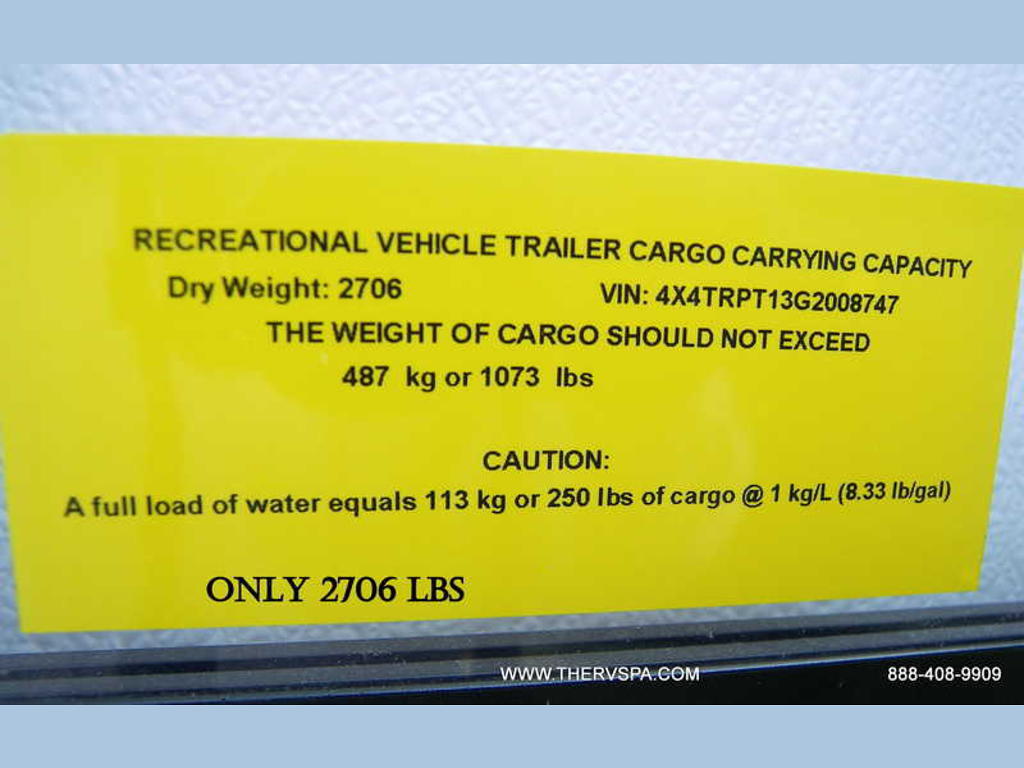 RECREATIONAL VEHICLE TRAILER CARGO CARRYING CAPACITY
Dry Weight: 2706 VIN: 4X4TRPT13G2008747
THE WEIGHT OF CARGO SHOULD NOT EXCEED
487 kg or 1073 lbs
CAUTION:
A full load of water equals 113 kg or 250 lbs of cargo @ 1 kg/L (8.33 lb/gal)
ONLY 2706 LBS
WWW.THERVSPA.COM 888-408-9909